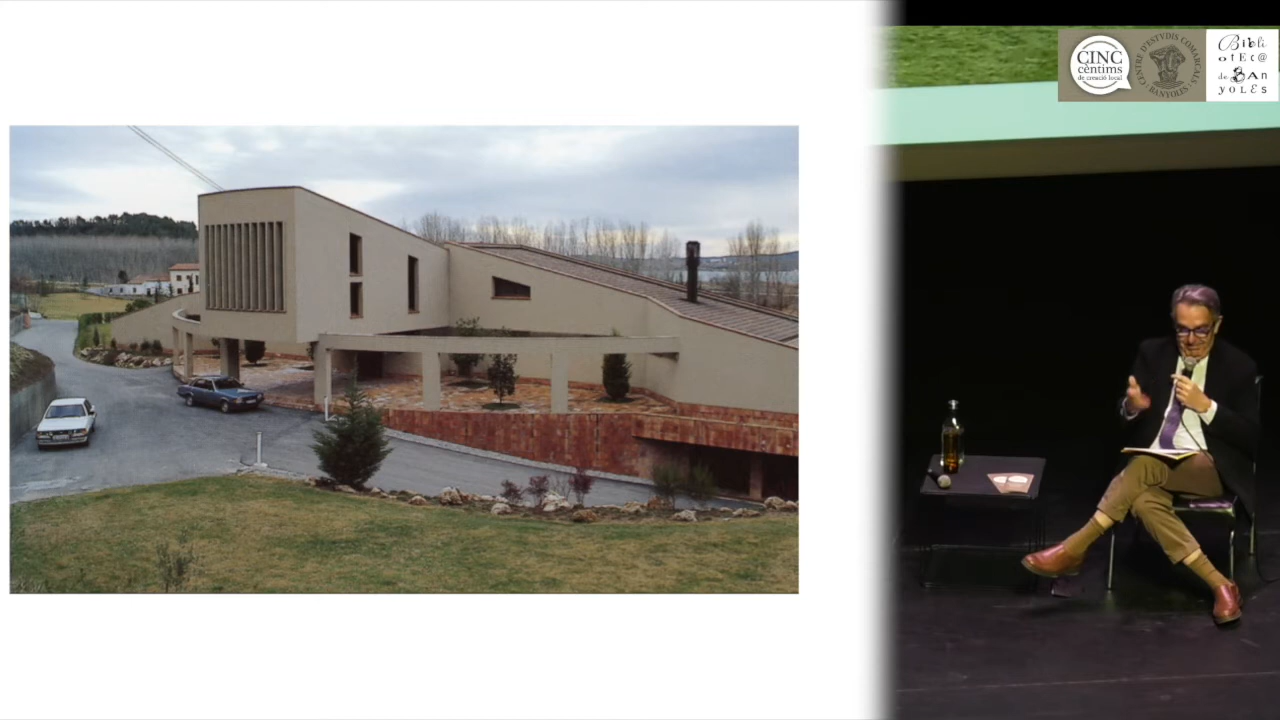 CINC
cèntims
de creació local
CENTRE D'ESTVDIS COMARCALS
· BANYOLES ·
Bibli
otEc@
de BAn
yOLEs